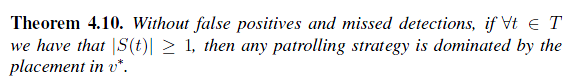 Theorem 4.10. Without false positives and missed detections, if ∀t ∈ T
we have that |S(t)| ≥ 1, then any patrolling strategy is dominated by the
placement in v*.